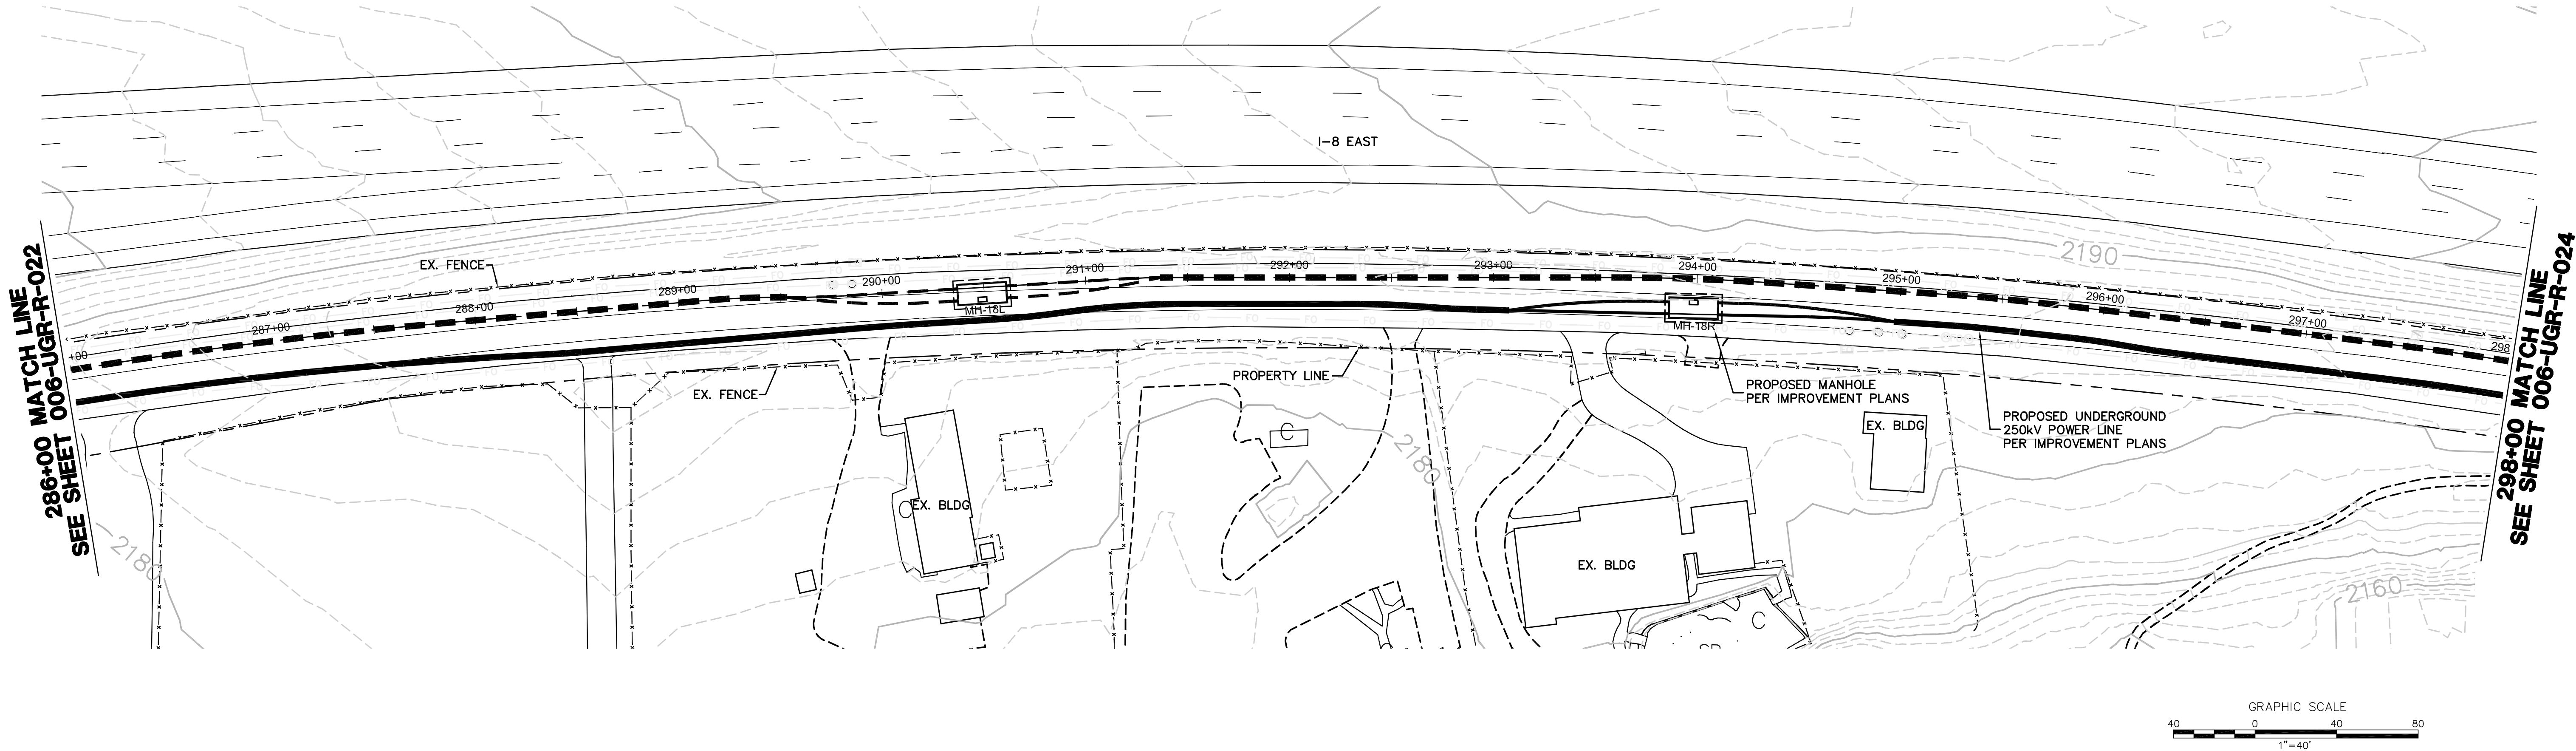 I-8 EAST
2190
EX. FENCE
286+00 MATCH LINE
SEE SHEET 006-UGR-R-022
298+00 MATCH LINE
SEE SHEET 006-UGR-R-024
+00
287+00
288+00
289+00
290+00
291+00
292+00
293+00
294+00
295+00
296+00
297+00
298
MH-18L
MH-18R
EX. FENCE
PROPERTY LINE
PROPOSED MANHOLE
PER IMPROVEMENT PLANS
PROPOSED UNDERGROUND
250kV POWER LINE
PER IMPROVEMENT PLANS
EX. BLDG
C
2180
C
EX. BLDG
2180
EX. BLDG
2160
C
GRAPHIC SCALE
40 0 40 80
1"=40'